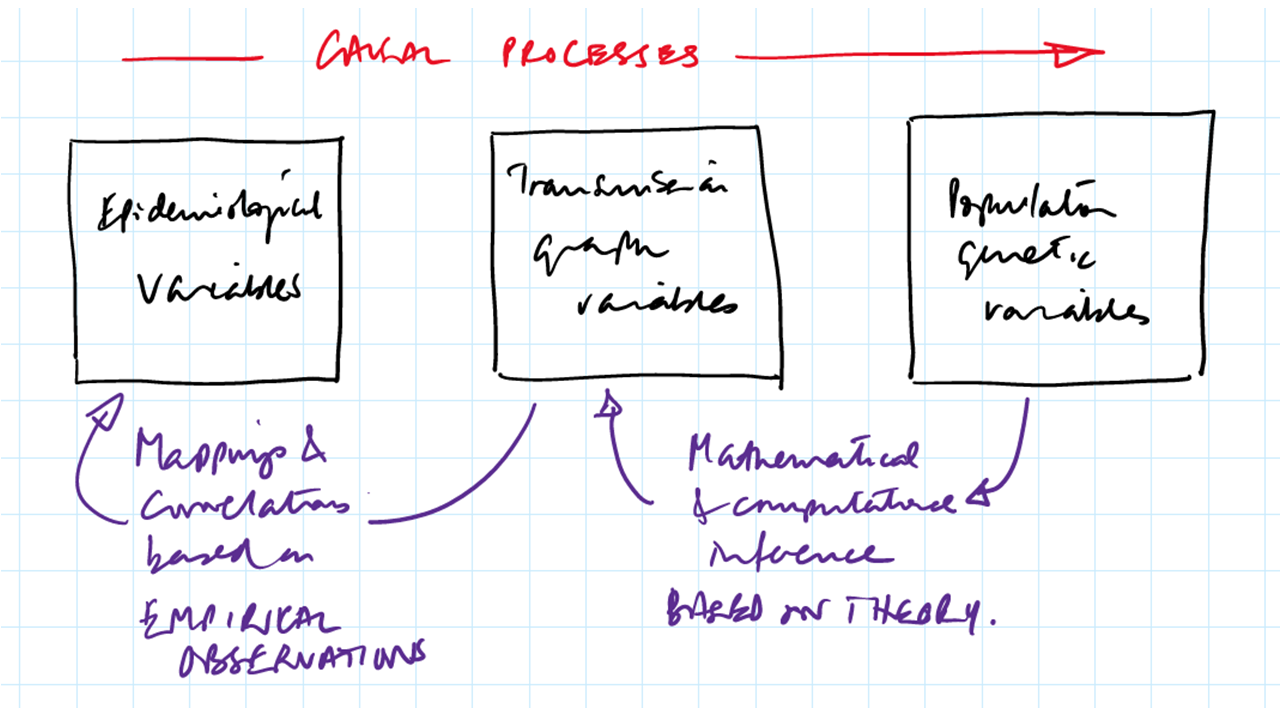 CAUSAL PROCESSES
Epidemiological
Variables
Transmission
graph
variables
Population
genetic
variables
Mappings &
Correlations
based on
EMPIRICAL
OBSERVATIONS
Mathematical
& computational
inference
BASED ON THEORY.